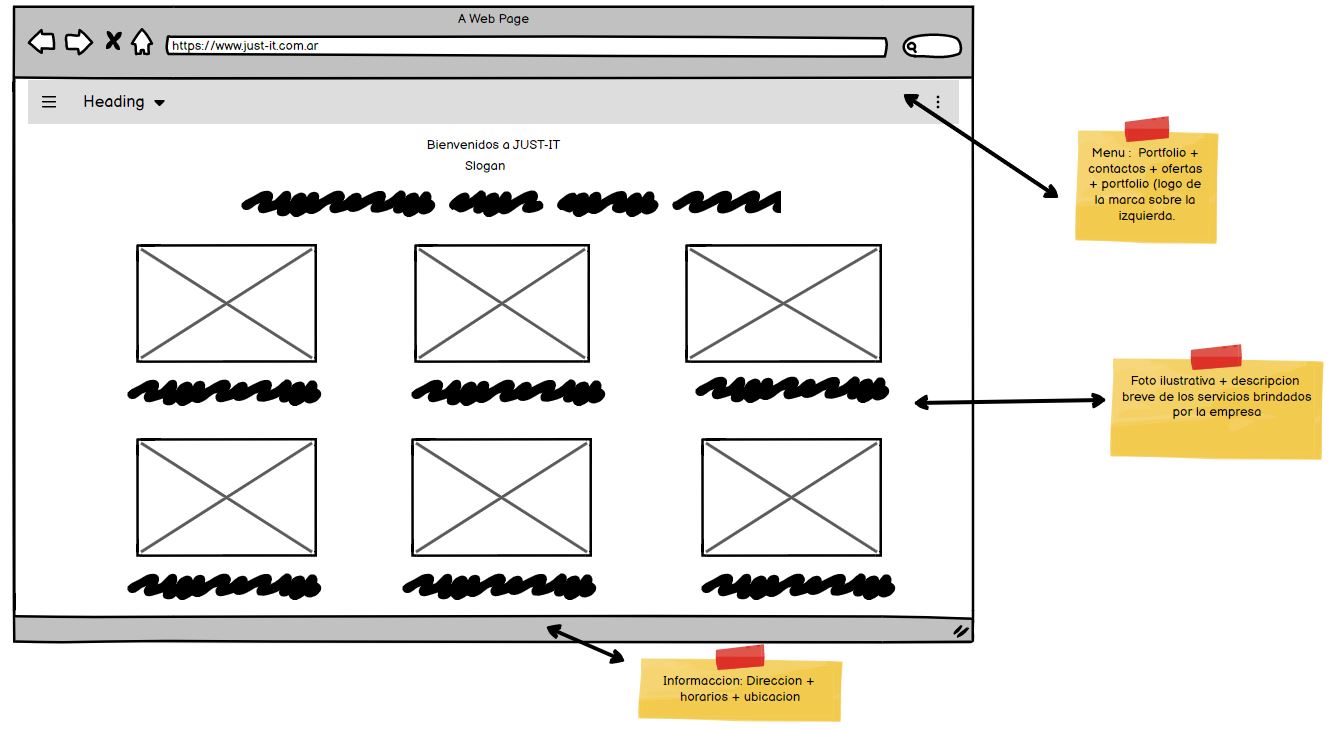 A Web Page
https://www.just-it.com.ar
Heading
Bienvenidos a JUST-IT
Slogan
Menu : Portfolio +
contactos + ofertas
+ portfolio (logo de
la marca sobre la
izquierda.
Foto ilustrativa + descripcion
breve de los servicios brindados
por la empresa
Informaccion: Direccion +
horarios + ubicacion